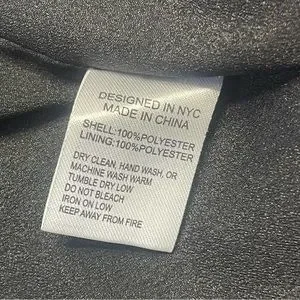 DESIGNED IN NYC
MADE IN CHINA
SHELL:100%POLYESTER
LINING:100%POLYESTER
DRY CLEAN, HAND WASH, OR
MACHINE WASH WARM
TUMBLE DRY LOW
DO NOT BLEACH
IRON ON LOW
KEEP AWAY FROM FIRE